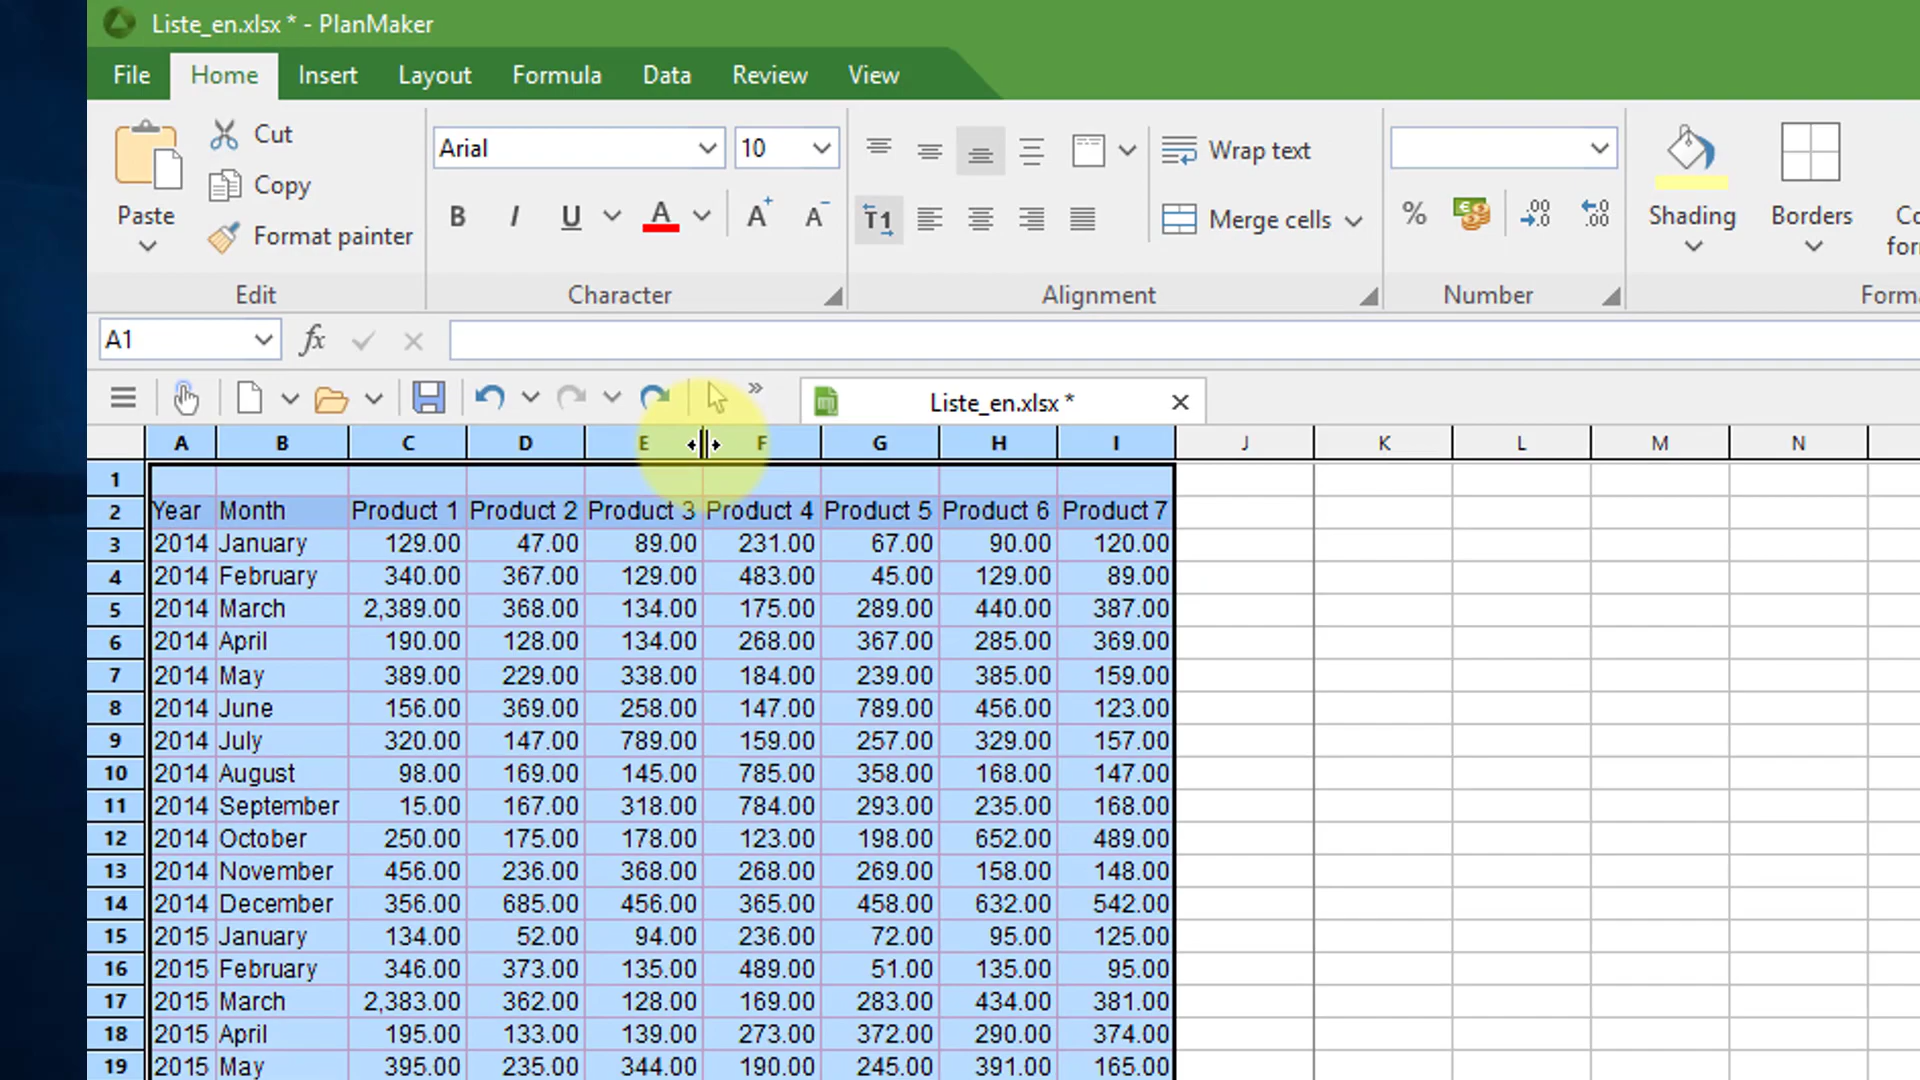 Liste_en.xlsx * - PlanMaker
File Home Insert Layout Formula Data Review View
Paste
Cut
Copy
Format painter
Arial 10
B I U A A A
T1
Wrap text
Merge cells
% .00 .00
Shading
Borders
Edit Character Alignment Number
A1 fx
Liste_en.xlsx *
A B C D E F G H I J K L M N
1
2 Year Month Product 1 Product 2 Product 3 Product 4 Product 5 Product 6 Product 7
3 2014 January 129.00 47.00 89.00 231.00 67.00 90.00 120.00
4 2014 February 340.00 367.00 129.00 483.00 45.00 129.00 89.00
5 2014 March 2,389.00 368.00 134.00 175.00 289.00 440.00 387.00
6 2014 April 190.00 128.00 134.00 268.00 367.00 285.00 369.00
7 2014 May 389.00 229.00 338.00 184.00 239.00 385.00 159.00
8 2014 June 156.00 369.00 258.00 147.00 789.00 456.00 123.00
9 2014 July 320.00 147.00 789.00 159.00 257.00 329.00 157.00
10 2014 August 98.00 169.00 145.00 785.00 358.00 168.00 147.00
11 2014 September 15.00 167.00 318.00 784.00 293.00 235.00 168.00
12 2014 October 250.00 175.00 178.00 123.00 198.00 652.00 489.00
13 2014 November 456.00 236.00 368.00 268.00 269.00 158.00 148.00
14 2014 December 356.00 685.00 456.00 365.00 458.00 632.00 542.00
15 2015 January 134.00 52.00 94.00 236.00 72.00 95.00 125.00
16 2015 February 346.00 373.00 135.00 489.00 51.00 135.00 95.00
17 2015 March 2,383.00 362.00 128.00 169.00 283.00 434.00 381.00
18 2015 April 195.00 133.00 139.00 273.00 372.00 290.00 374.00
19 2015 May 395.00 235.00 344.00 190.00 245.00 391.00 165.00